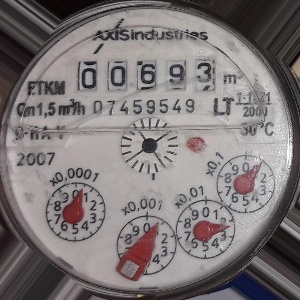 AXISindustries
ETKM
00693 m³
Qn1,5 m³/h 07459549 LT
2000
30°C
2007
x0,0001
x0,001
x0,01
x0,1